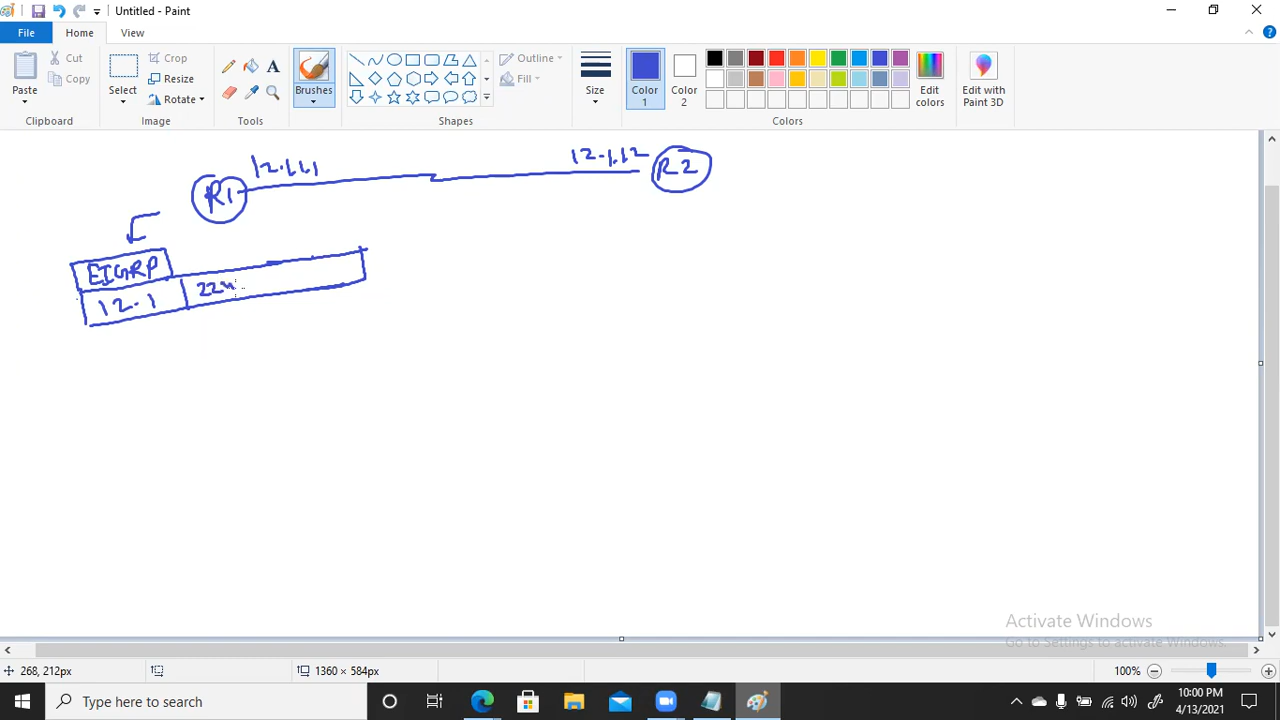 Untitled - Paint
File Home View
Paste Cut Copy Clipboard
Select Crop Resize Rotate Image
Tools
Brushes
Outline Fill Shapes
Size
Color 1 Color 2 Edit colors Edit with Paint 3D Colors
12.1.1.1 12.1.1.2
R1 R2
EIGRP
12.1 224.
Activate Windows
Go to Settings to activate Windows.
268, 212px 1360 × 584px 100%
Type here to search
10:00 PM
4/13/2021